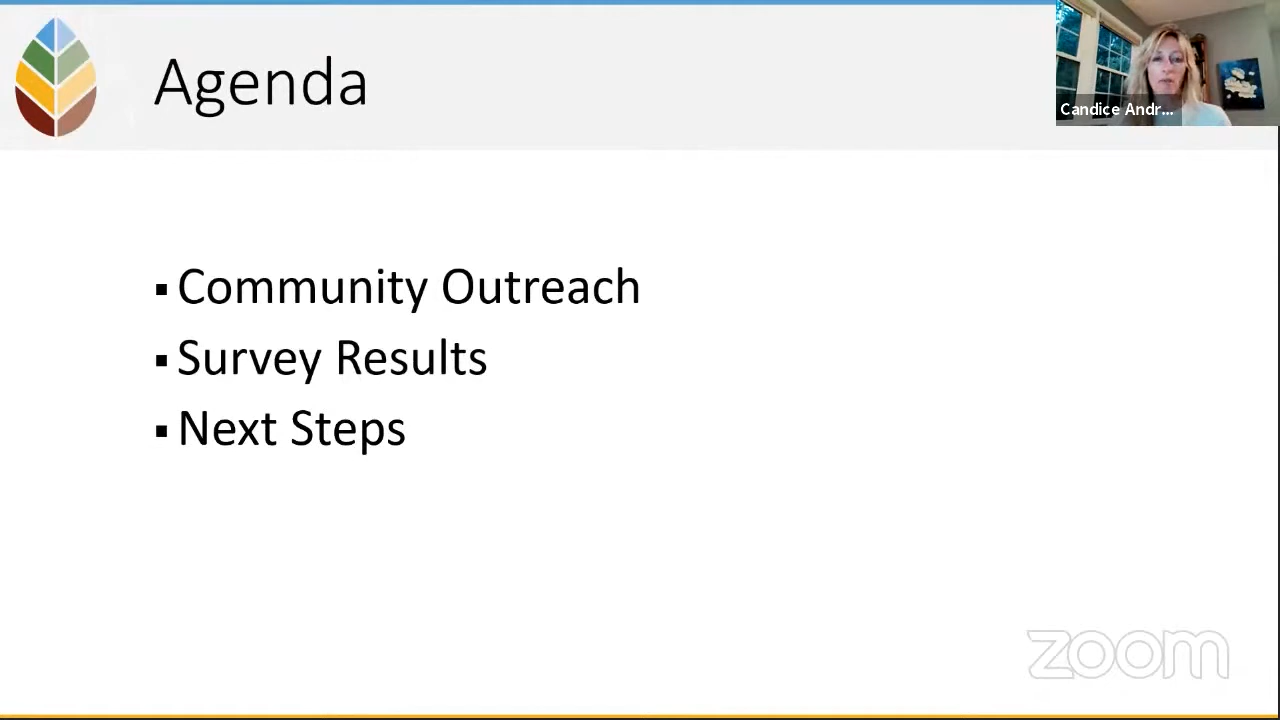 Agenda
Candice Andr...
▪ Community Outreach
▪ Survey Results
▪ Next Steps
zoom